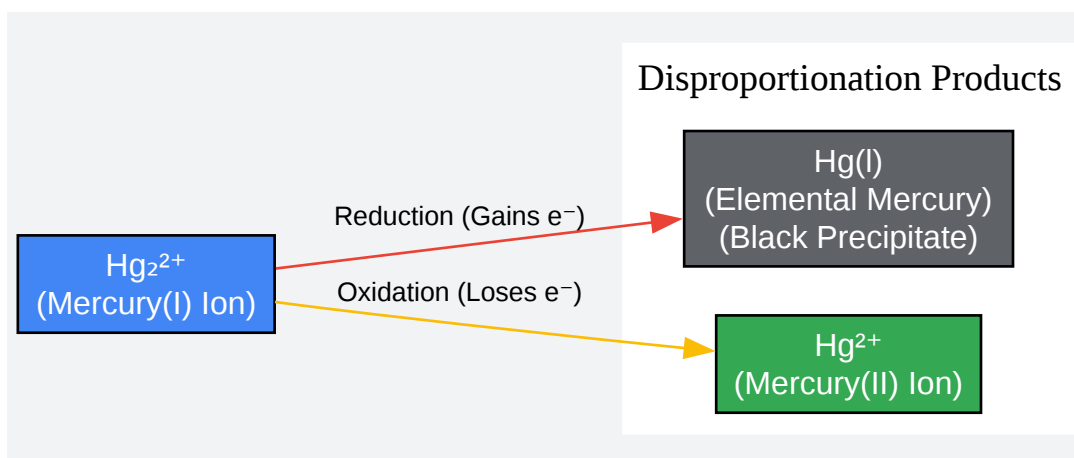 Disproportionation Products
Hg(l)
(Elemental Mercury)
(Black Precipitate)
Reduction (Gains e⁻)
Hg₂²⁺
(Mercury(I) Ion)
Oxidation (Loses e⁻)
Hg²⁺
(Mercury(II) Ion)